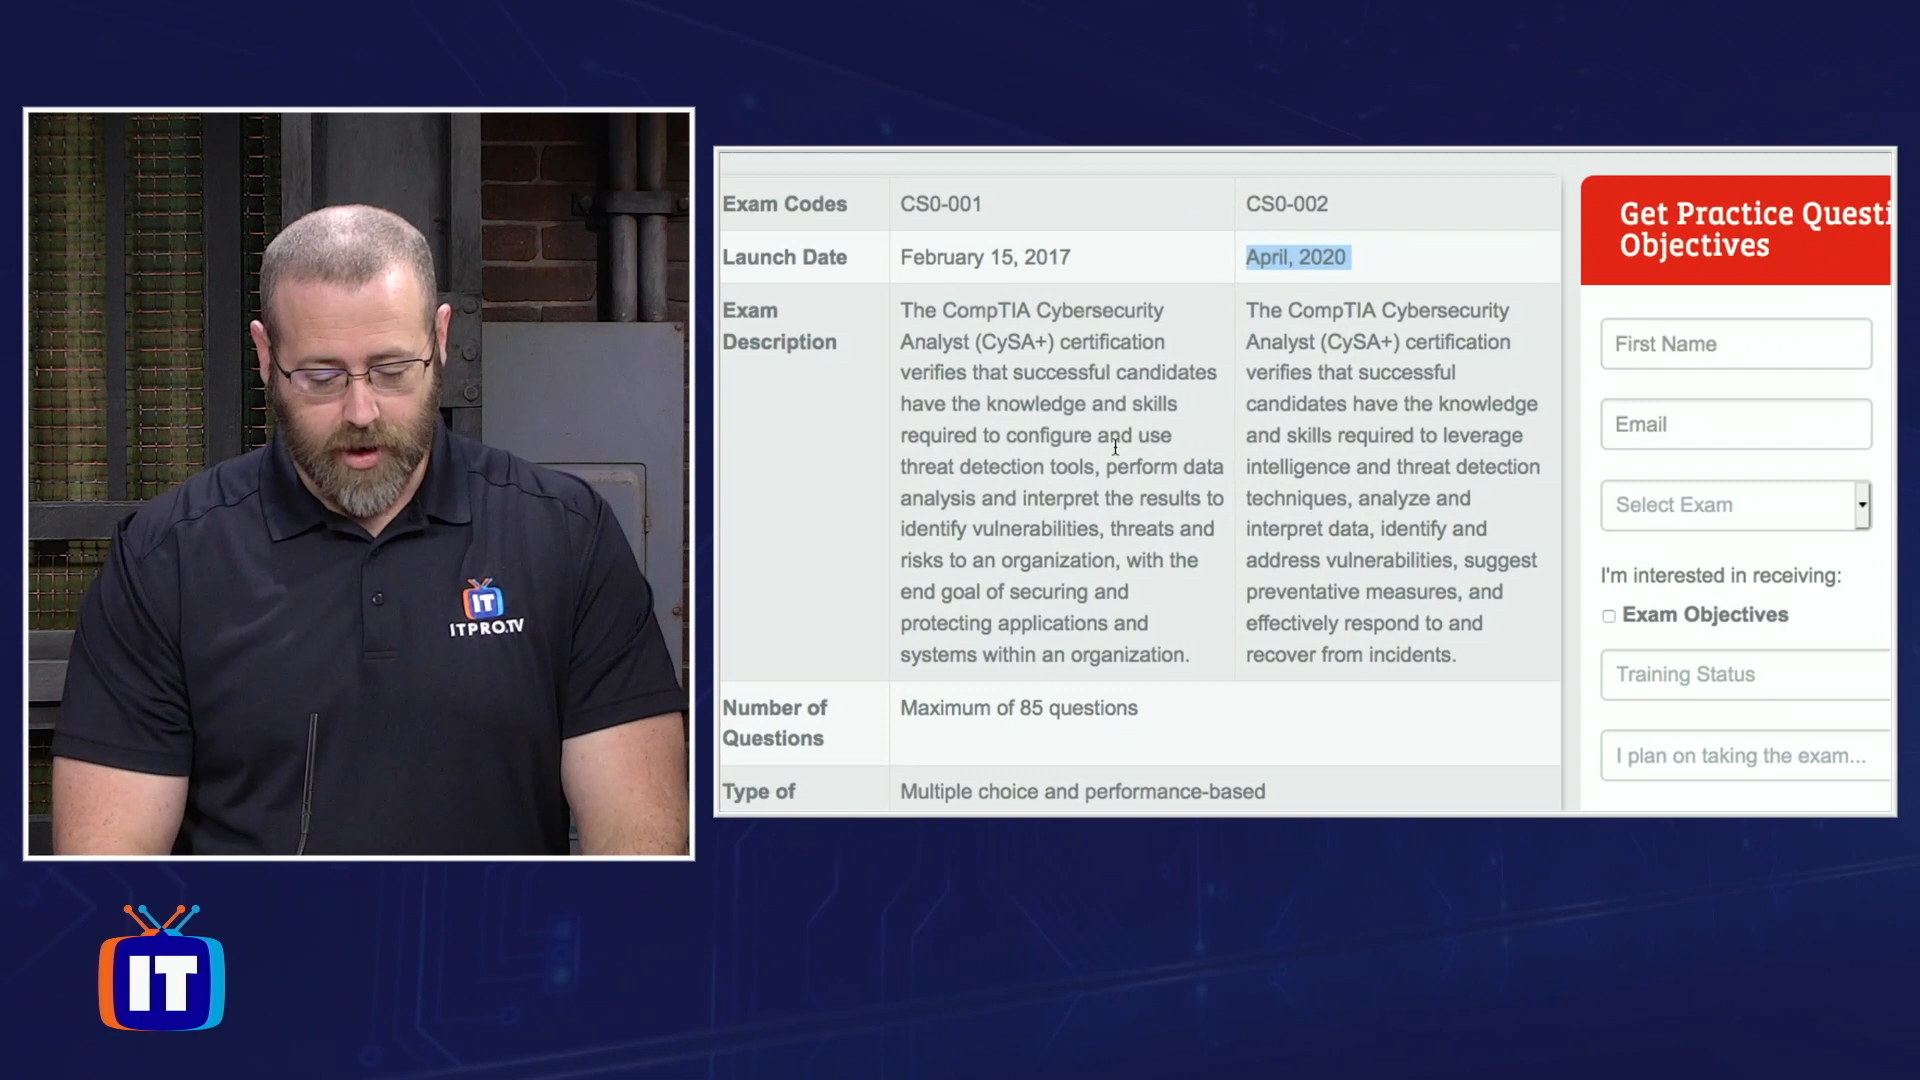 IT
ITPRO.TV
IT
Exam Codes
CS0-001
CS0-002
Launch Date
February 15, 2017
April, 2020
Exam
Description
The CompTIA Cybersecurity
Analyst (CySA+) certification
verifies that successful candidates
have the knowledge and skills
required to configure and use
threat detection tools, perform data
analysis and interpret the results to
identify vulnerabilities, threats and
risks to an organization, with the
end goal of securing and
protecting applications and
systems within an organization.
The CompTIA Cybersecurity
Analyst (CySA+) certification
verifies that successful
candidates have the knowledge
and skills required to leverage
intelligence and threat detection
techniques, analyze and
interpret data, identify and
address vulnerabilities, suggest
preventative measures, and
effectively respond to and
recover from incidents.
Number of
Questions
Maximum of 85 questions
Type of
Multiple choice and performance-based
Get Practice Questi
Objectives
First Name
Email
Select Exam
I'm interested in receiving:
Exam Objectives
Training Status
I plan on taking the exam...